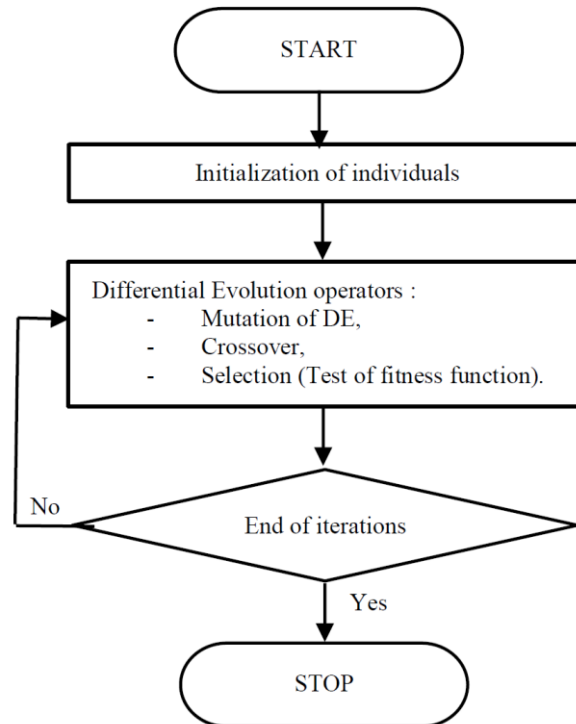 START
Initialization of individuals
Differential Evolution operators :
- Mutation of DE,
- Crossover,
- Selection (Test of fitness function).
No
End of iterations
Yes
STOP